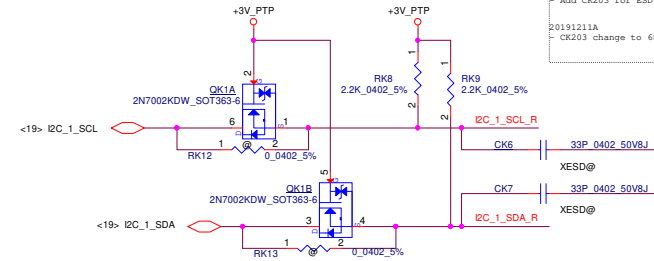 +3V_PTP
+3V_PTP
- Add CK203 for ESD
20191211A
- CK203 change to 6
2
QK1A
2N7002KDW_SOT363-6
<19> I2C_1_SCL
6
D
G
S
1
RK12
1
@
2
0_0402_5%
1
RK8
2.2K_0402_5%
2
1
RK9
2.2K_0402_5%
2
I2C_1_SCL_R
CK6
33P_0402_50V8J
XESD@
5
QK1B
2N7002KDW_SOT363-6
CK7
33P_0402_50V8J
XESD@
<19> I2C_1_SDA
3
D
G
S
4
I2C_1_SDA_R
RK13
1
@
2
0_0402_5%